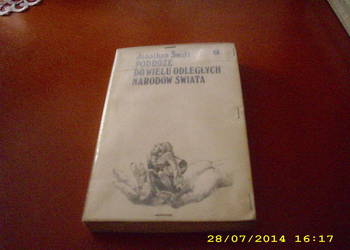 Jonathan Swift
PODRÓŻE
DO WIELU ODLEGŁYCH
NARODÓW ŚWIATA
28/07/2014 16:17